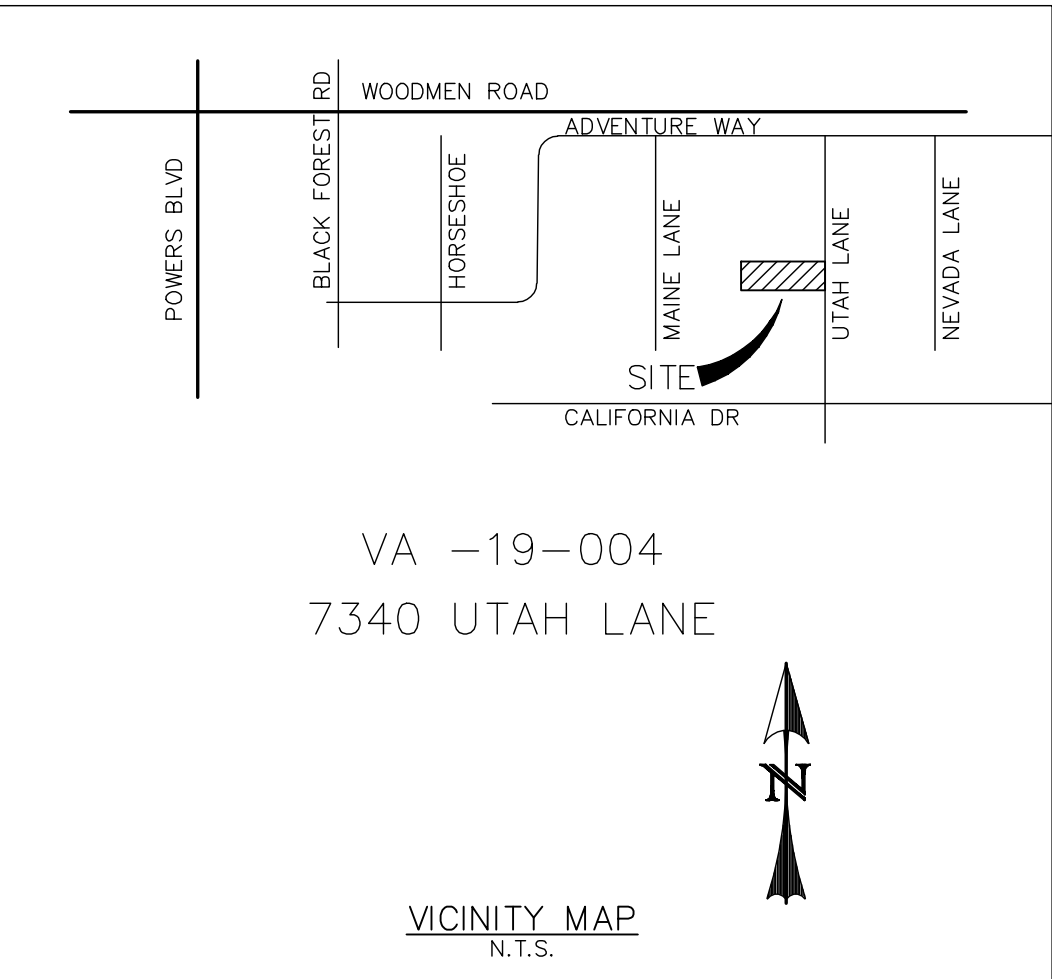 WOODMEN ROAD
ADVENTURE WAY
POWERS BLVD
BLACK FOREST RD
HORSESHOE
MAINE LANE
UTAH LANE
NEVADA LANE
SITE
CALIFORNIA DR
VA -19-004
7340 UTAH LANE
N
VICINITY MAP
N.T.S.